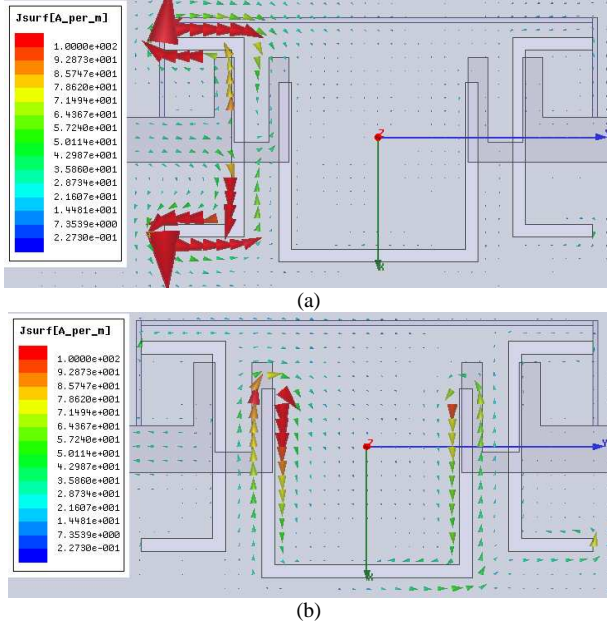 Jsurf[A_per_m]
1.0000e+002
9.2873e+001
8.5747e+001
7.8620e+001
7.1494e+001
6.4367e+001
5.7240e+001
5.0114e+001
4.2987e+001
3.5860e+001
2.8734e+001
2.1607e+001
1.4481e+001
7.3539e+000
2.2730e-001
Z
X
(a)
Jsurf[A_per_m]
1.0000e+002
9.2873e+001
8.5747e+001
7.8620e+001
7.1494e+001
6.4367e+001
5.7240e+001
5.0114e+001
4.2987e+001
3.5860e+001
2.8734e+001
2.1607e+001
1.4481e+001
7.3539e+000
2.2730e-001
Z
Y
X
(b)